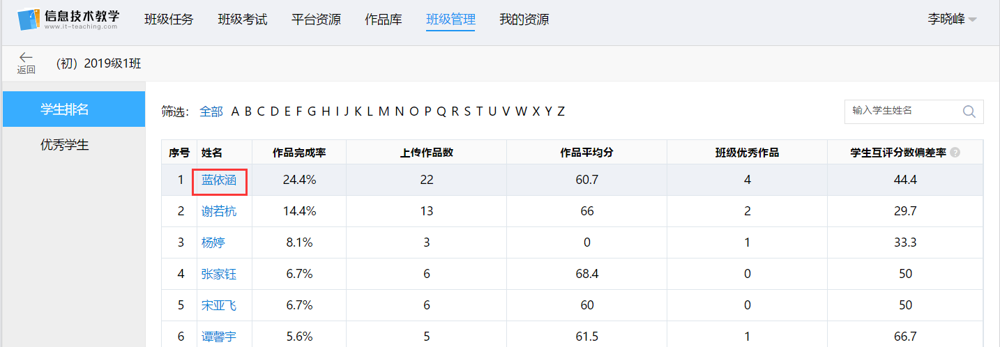 信息技术教学
www.it-teaching.com
班级任务 班级考试 平台资源 作品库 班级管理 我的资源 李晓峰
返回 （初）2019级1班
学生排名
优秀学生
筛选： 全部 A B C D E F G H I J K L M N O P Q R S T U V W X Y Z 输入学生姓名
序号 姓名 作品完成率 上传作品数 作品平均分 班级优秀作品 学生互评分数偏差率 ?
1 蓝依涵 24.4% 22 60.7 4 44.4
2 谢若杭 14.4% 13 66 2 29.7
3 杨婷 8.1% 3 0 1 33.3
4 张家钰 6.7% 6 68.4 0 50
5 宋亚飞 6.7% 6 60 0 50
6 谭馨宇 5.6% 5 61.5 1 66.7